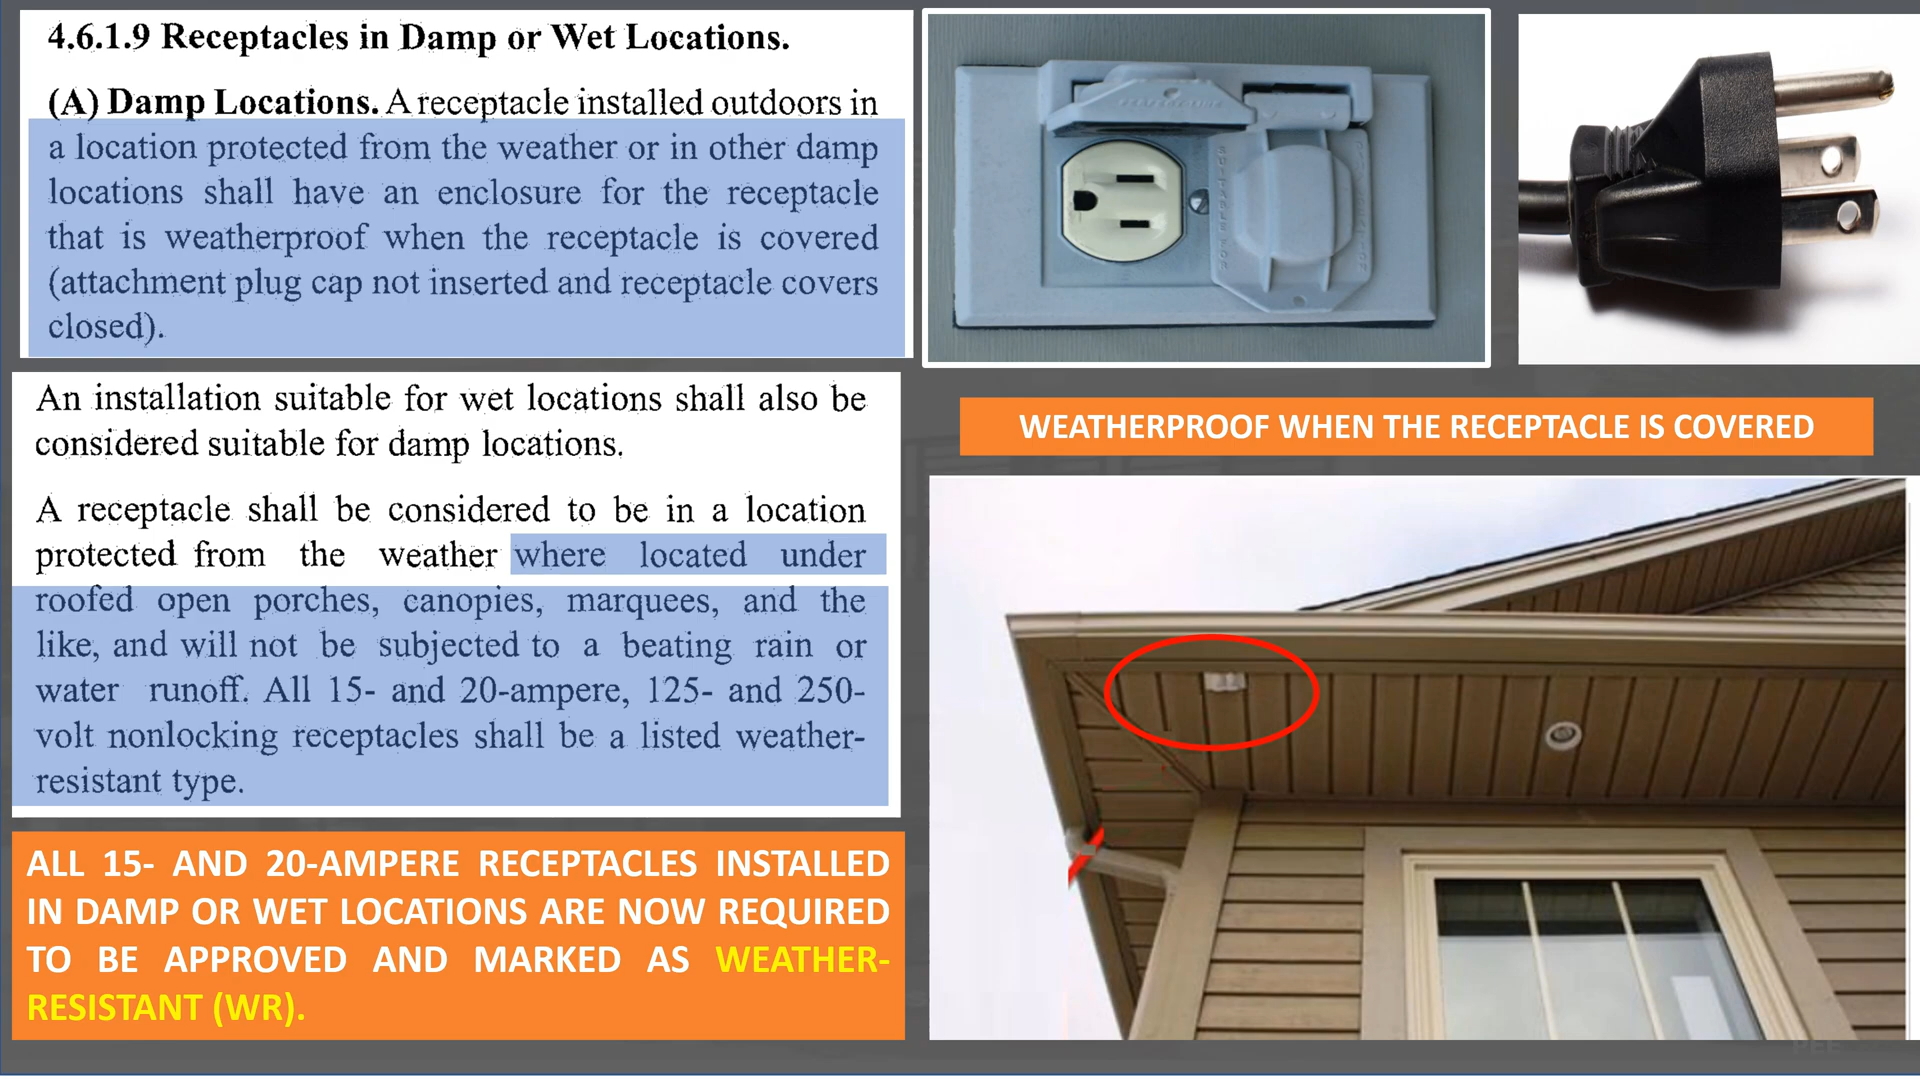 4.6.1.9 Receptacles in Damp or Wet Locations.
(A) Damp Locations. A receptacle installed outdoors in
a location protected from the weather or in other damp
locations shall have an enclosure for the receptacle
that is weatherproof when the receptacle is covered
(attachment plug cap not inserted and receptacle covers
closed).
An installation suitable for wet locations shall also be
considered suitable for damp locations.
A receptacle shall be considered to be in a location
protected from the weather where located under
roofed open porches, canopies, marquees, and the
like, and will not be subjected to a beating rain or
water runoff. All 15- and 20-ampere, 125- and 250-
volt nonlocking receptacles shall be a listed weather-
resistant type.
ALL 15- AND 20-AMPERE RECEPTACLES INSTALLED
IN DAMP OR WET LOCATIONS ARE NOW REQUIRED
TO BE APPROVED AND MARKED AS WEATHER-
RESISTANT (WR).
SUITABLE FOR
WEATHERPROOF WHEN THE RECEPTACLE IS COVERED
PEE